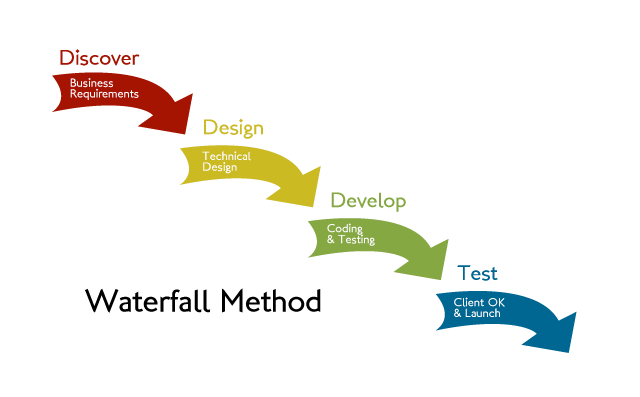 Discover
Business
Requirements
Design
Technical
Design
Develop
Coding
& Testing
Test
Client OK
& Launch
Waterfall Method